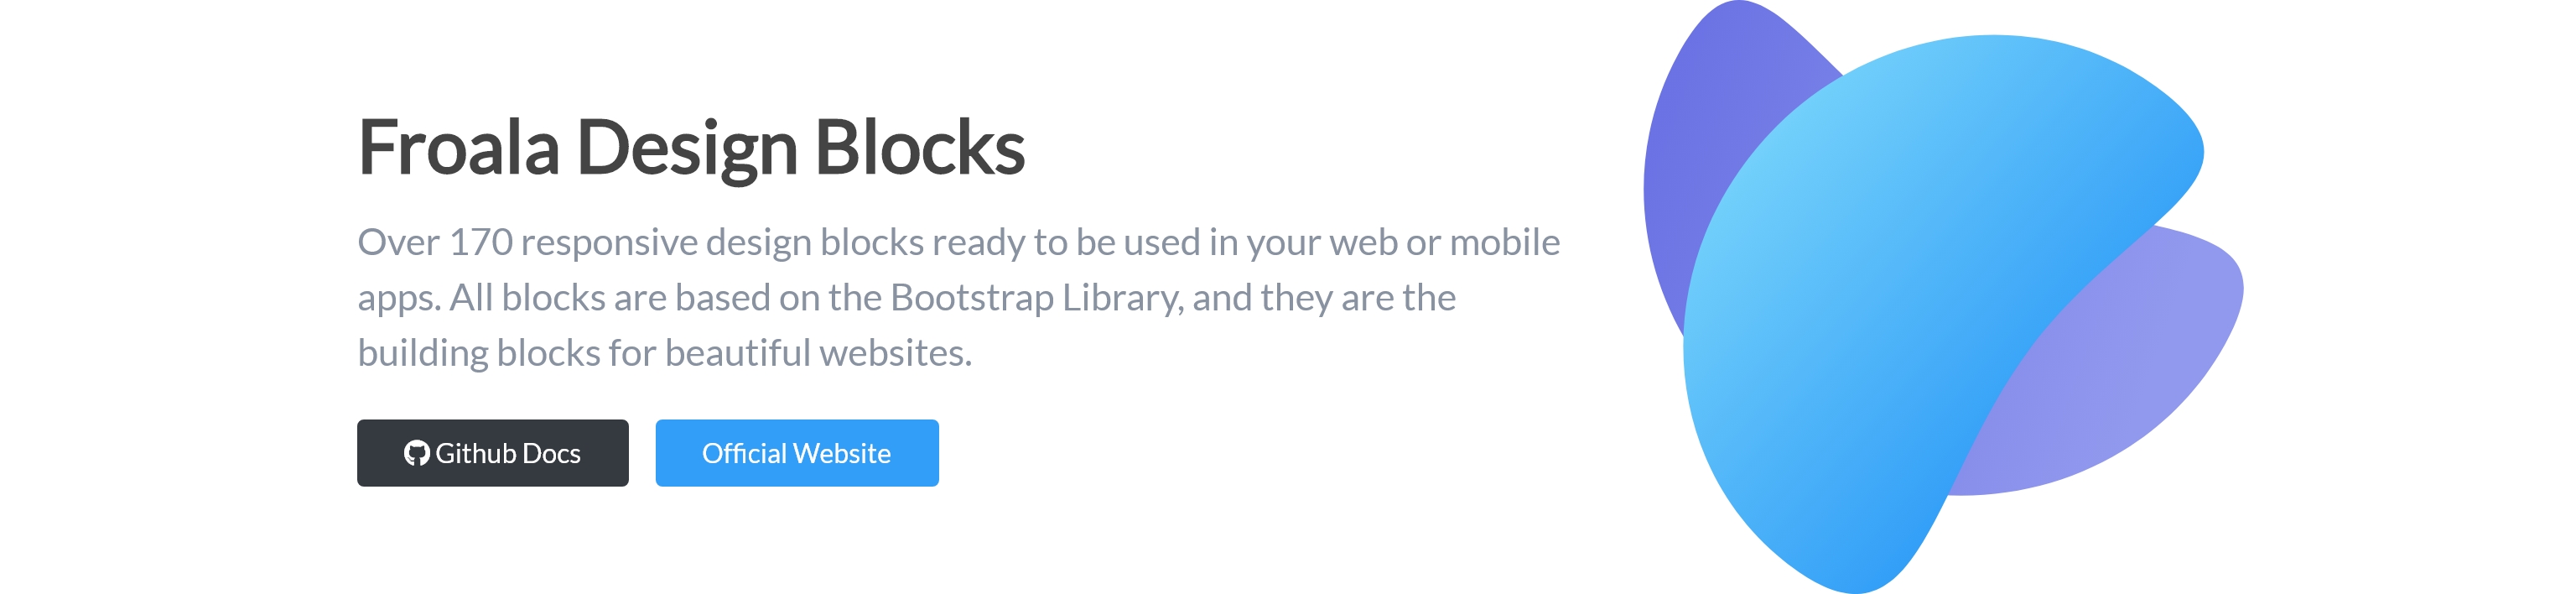 Froala Design Blocks
Over 170 responsive design blocks ready to be used in your web or mobile
apps. All blocks are based on the Bootstrap Library, and they are the
building blocks for beautiful websites.
Github Docs
Official Website